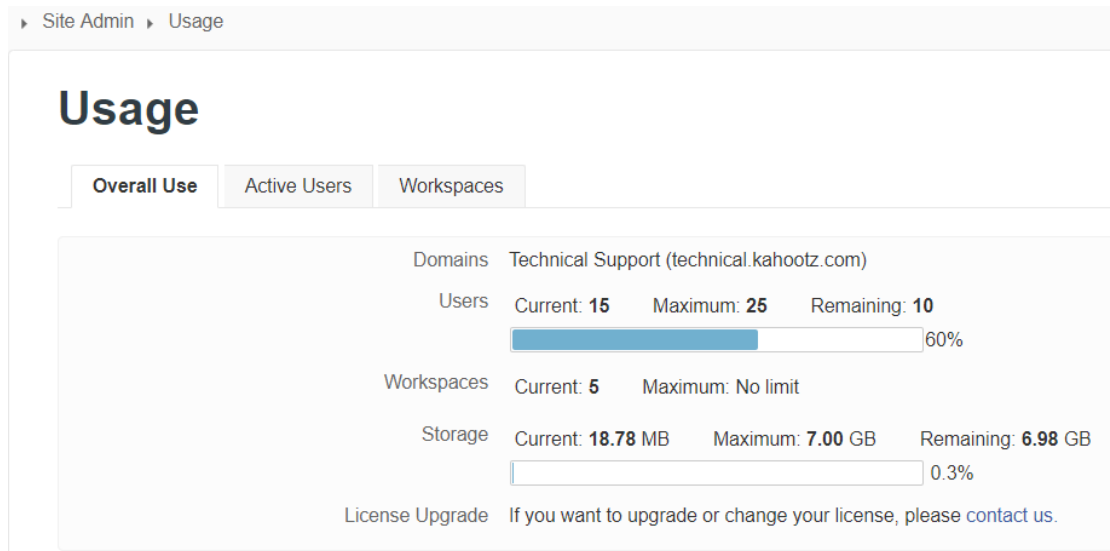 Site Admin Usage
Usage
Overall Use Active Users Workspaces
Domains Technical Support (technical.kahootz.com)
Users Current: 15 Maximum: 25 Remaining: 10
60%
Workspaces Current: 5 Maximum: No limit
Storage Current: 18.78 MB Maximum: 7.00 GB Remaining: 6.98 GB
0.3%
License Upgrade If you want to upgrade or change your license, please contact us.